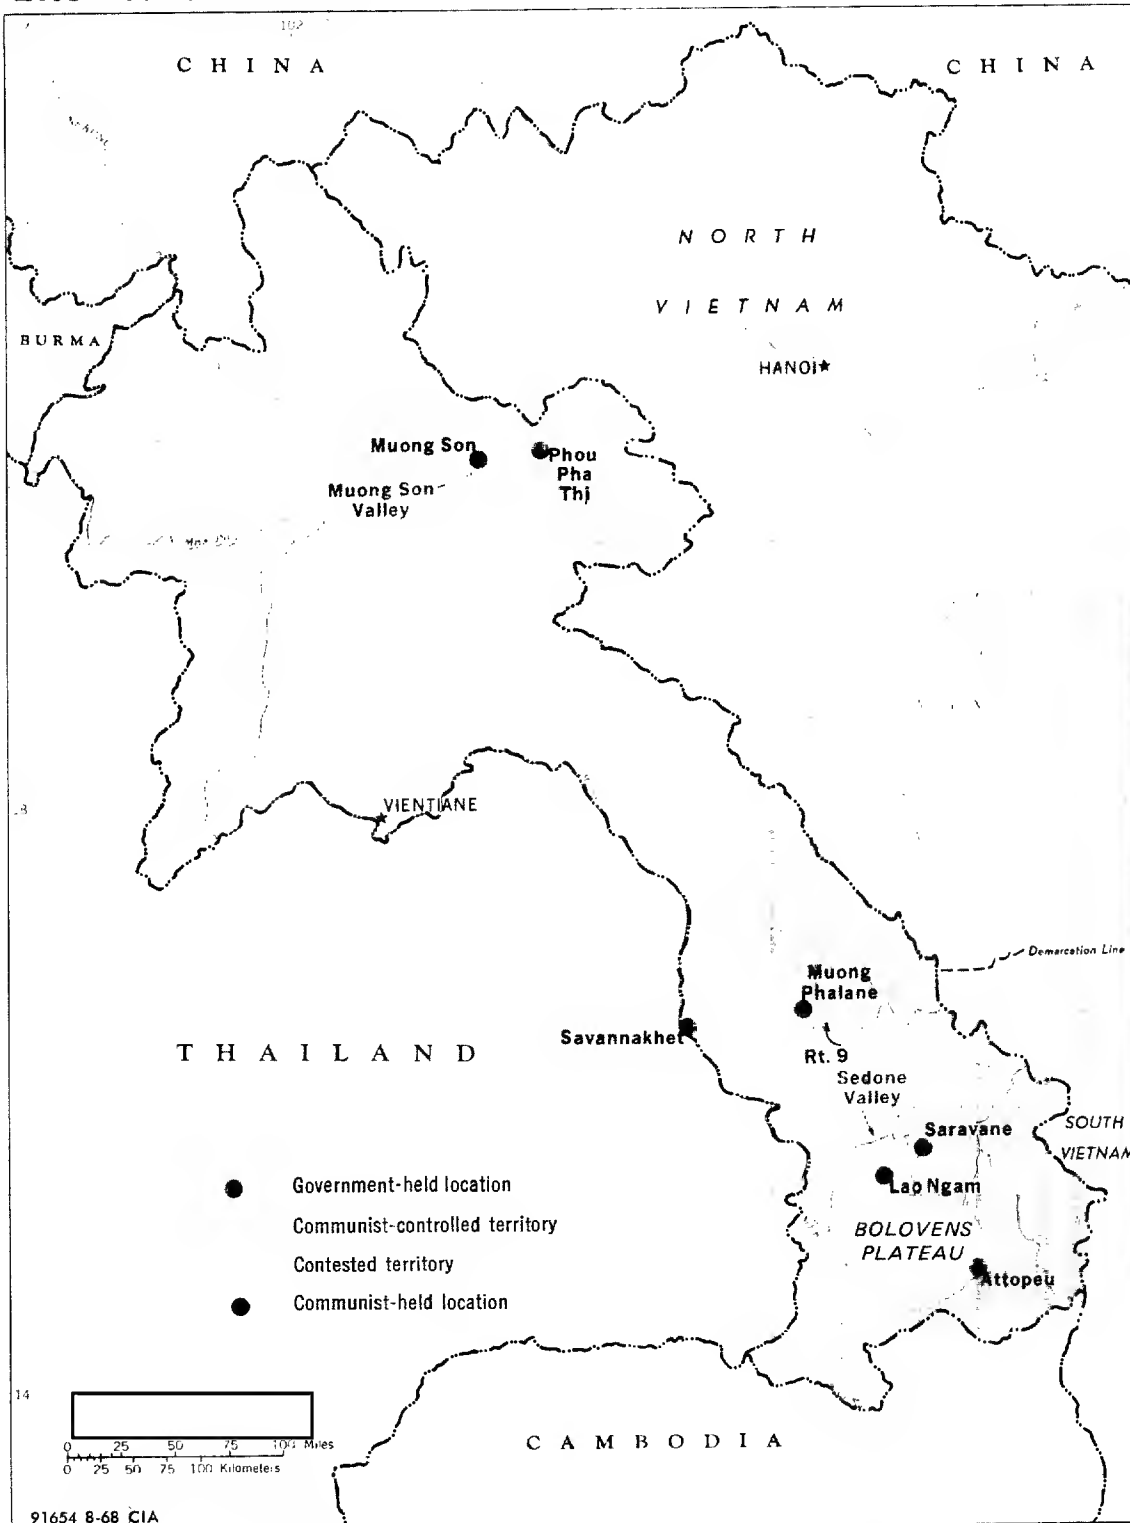 102
CHINA
CHINA
NORTH
VIETNAM
BURMA
HANOI
Muong Son
Phou
Pha
Thi
Muong Son
Valley
VIENTIANE
Demarcation Line
Muong
Phalane
Savannakhet
THAILAND
Rt. 9
Sedone
Valley
Saravane
SOUTH
VIETNAM
Lao Ngam
BOLOVENS
PLATEAU
Attopeu
Government-held location
Communist-controlled territory
Contested territory
Communist-held location
14
0 25 50 75 100 Miles
0 25 50 75 100 Kilometers
CAMBODIA
91654 8-68 CIA